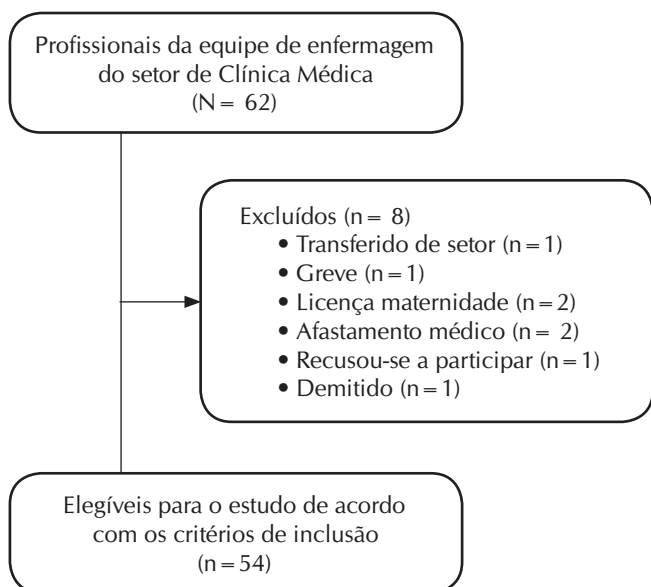 Profissionais da equipe de enfermagem
do setor de Clínica Médica
(N = 62)
Excluídos (n = 8)
• Transferido de setor (n=1)
• Greve (n=1)
• Licença maternidade (n=2)
• Afastamento médico (n= 2)
• Recusou-se a participar (n=1)
• Demitido (n=1)
Elegíveis para o estudo de acordo
com os critérios de inclusão
(n=54)